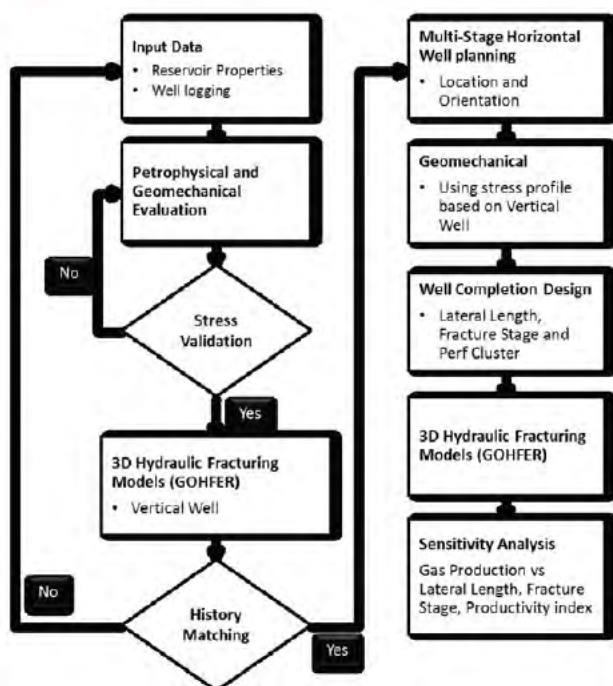 Input Data
• Reservoir Properties
• Well logging
Petrophysical and
Geomechanical
Evaluation
No
Stress
Validation
Yes
3D Hydraulic Fracturing
Models (GOHFER)
• Vertical Well
No
History
Matching
Yes
Multi-Stage Horizontal
Well planning
• Location and
Orientation
Geomechanical
• Using stress profile
based on Vertical
Well
Well Completion Design
• Lateral Length,
Fracture Stage and
Perf Cluster
3D Hydraulic Fracturing
Models (GOHFER)
Sensitivity Analysis
Gas Production vs
Lateral Length, Fracture
Stage, Productivity index